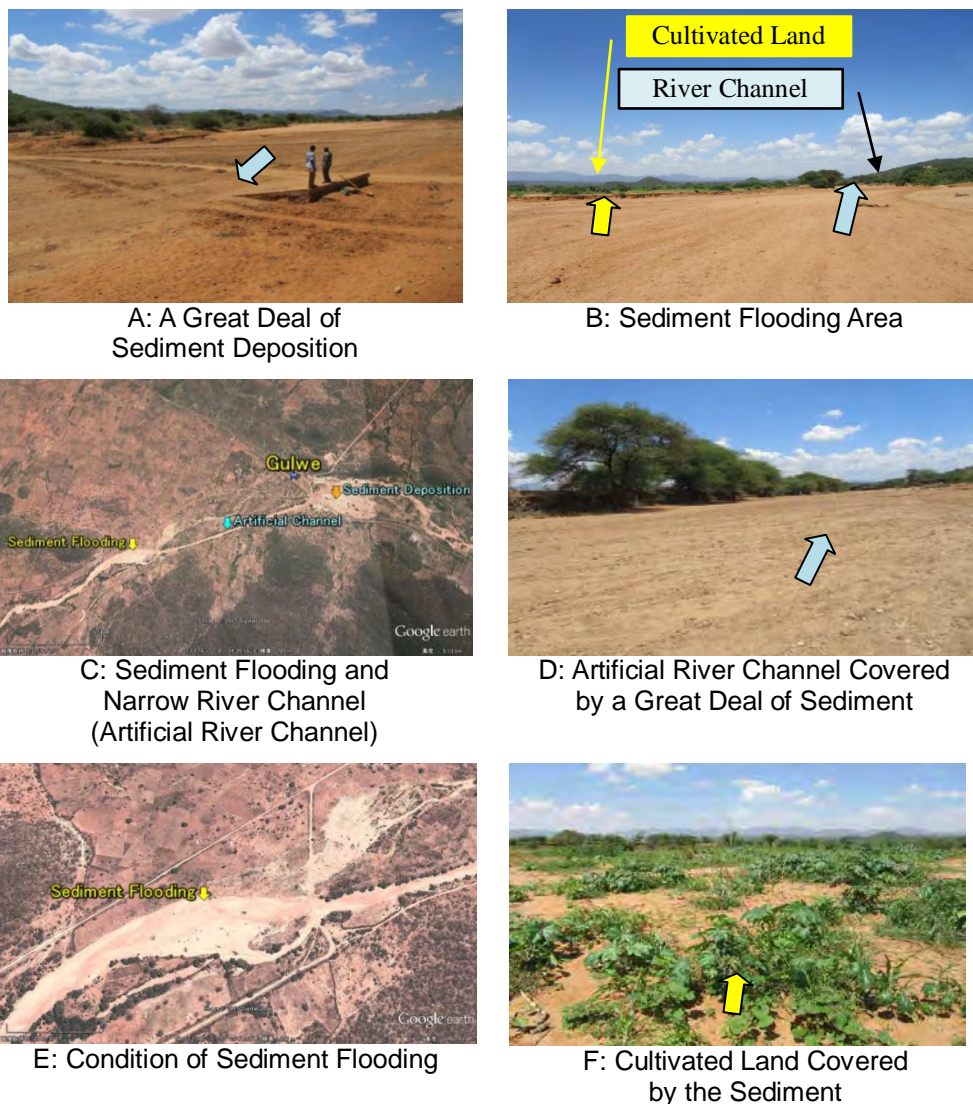 Cultivated Land
River Channel
A: A Great Deal of
Sediment Deposition
B: Sediment Flooding Area
Gulwe
Sediment Deposition
Artificial Channel
Sediment Flooding
Google earth
C: Sediment Flooding and
Narrow River Channel
(Artificial River Channel)
D: Artificial River Channel Covered
by a Great Deal of Sediment
Sediment Flooding
Google earth
E: Condition of Sediment Flooding
F: Cultivated Land Covered
by the Sediment